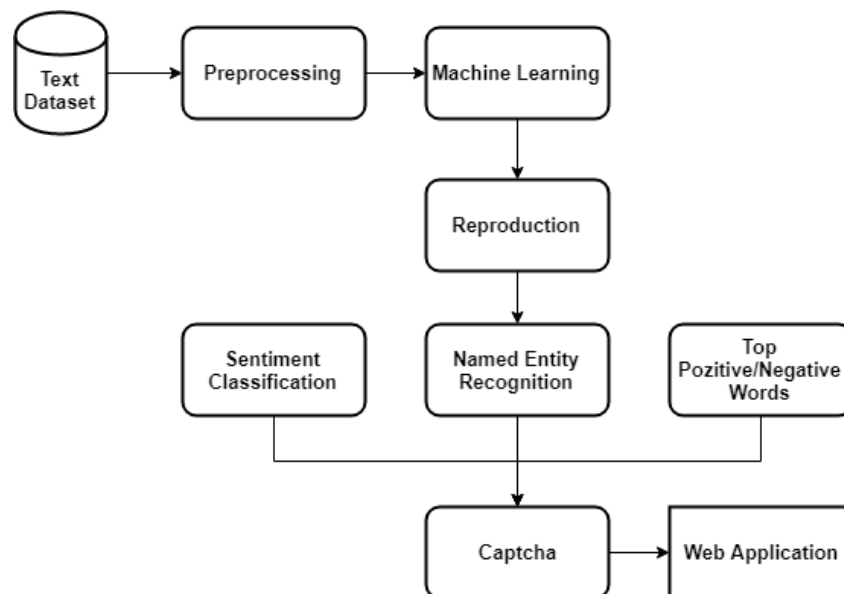 Text
Dataset
Preprocessing
Machine Learning
Reproduction
Sentiment
Classification
Named Entity
Recognition
Top
Pozitive/Negative
Words
Captcha
Web Application